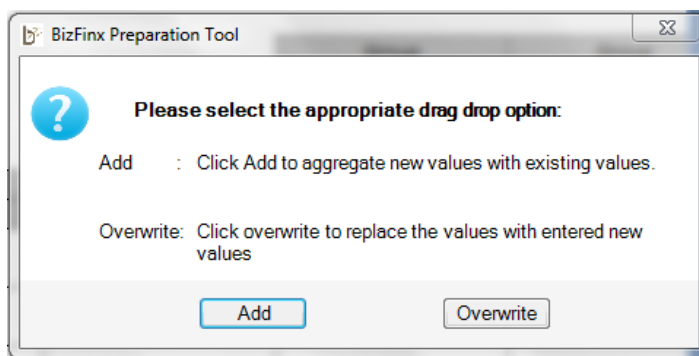 BizFinx Preparation Tool
Please select the appropriate drag drop option:
Add : Click Add to aggregate new values with existing values.
Overwrite: Click overwrite to replace the values with entered new
values
Add Overwrite